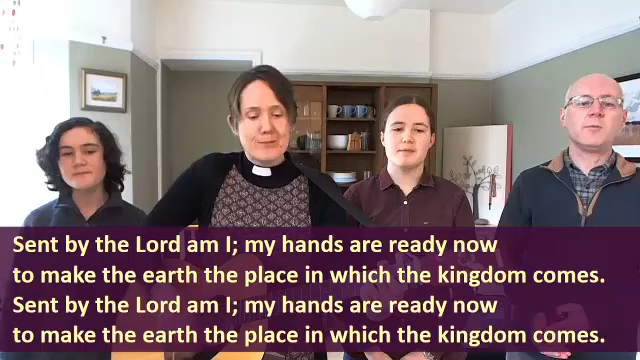 Sent by the Lord am I; my hands are ready now
to make the earth the place in which the kingdom comes.
Sent by the Lord am I; my hands are ready now
to make the earth the place in which the kingdom comes.